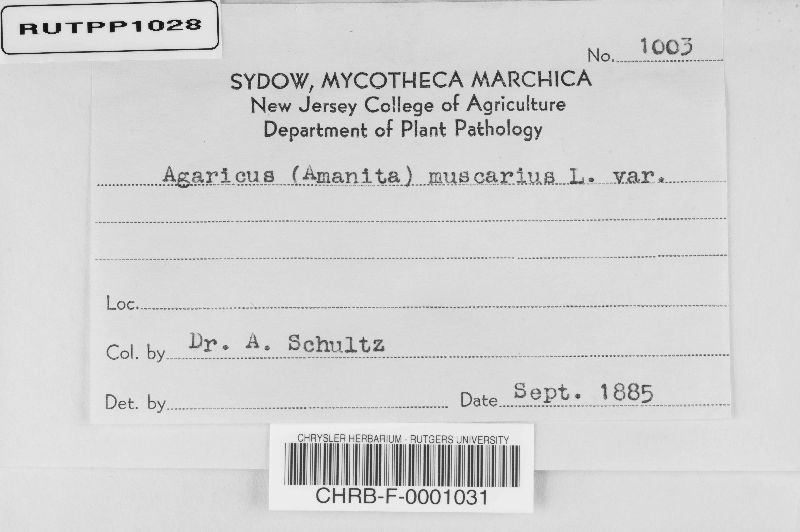 RUTPP1028
No. 1003
SYDOW, MYCOTHECA MARCHICA
New Jersey College of Agriculture
Department of Plant Pathology
Agaricus (Amanita) muscarius L. var.
Loc.
Col. by Dr. A. Schultz
Det. by Date Sept. 1885
CHRYSLER HERBARIUM - RUTGERS UNIVERSITY
CHRB-F-0001031